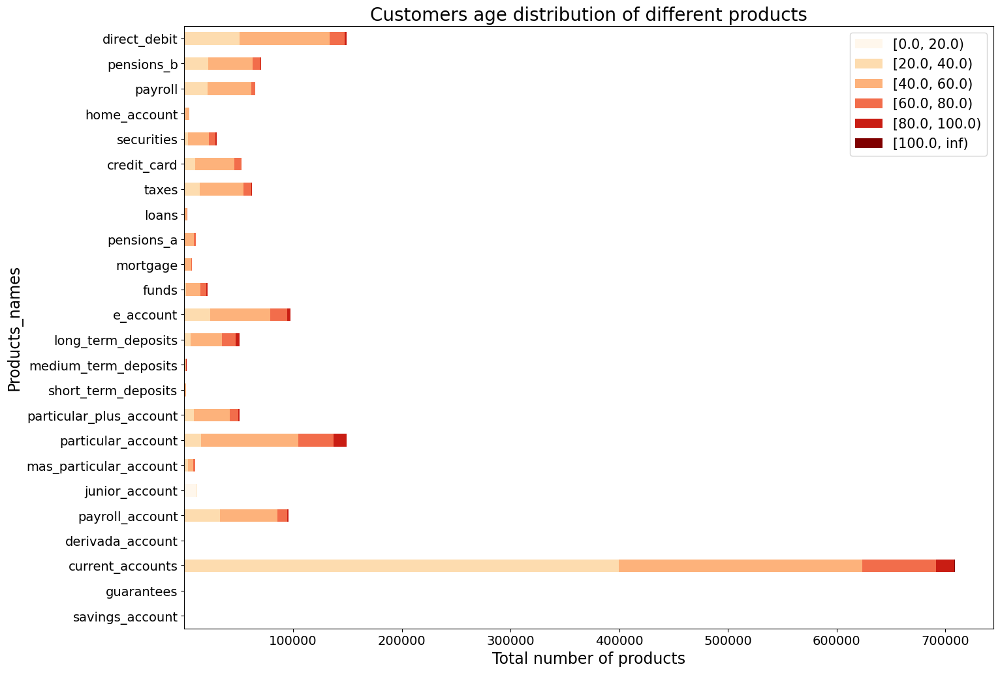 Customers age distribution of different products
direct_debit
pensions_b
payroll
home_account
securities
credit_card
taxes
loans
pensions_a
mortgage
funds
e_account
long_term_deposits
medium_term_deposits
short_term_deposits
particular_plus_account
particular_account
mas_particular_account
junior_account
payroll_account
derivada_account
current_accounts
guarantees
savings_account
Products_names
[0.0, 20.0)
[20.0, 40.0)
[40.0, 60.0)
[60.0, 80.0)
[80.0, 100.0)
[100.0, inf)
100000 200000 300000 400000 500000 600000 700000
Total number of products